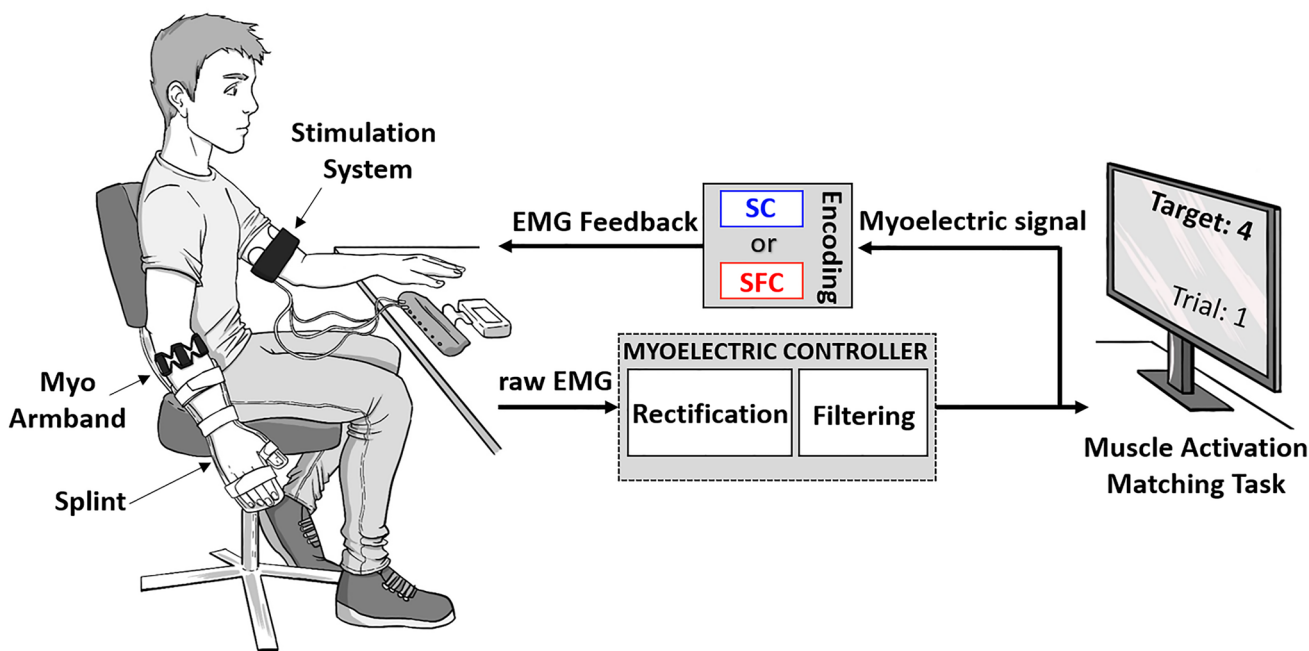 Stimulation
System
Myo
Armband
Splint
EMG Feedback
SC
or
SFC
Encoding
Myoelectric signal
raw EMG
MYOELECTRIC CONTROLLER
Rectification
Filtering
Target: 4
Trial: 1
Muscle Activation
Matching Task